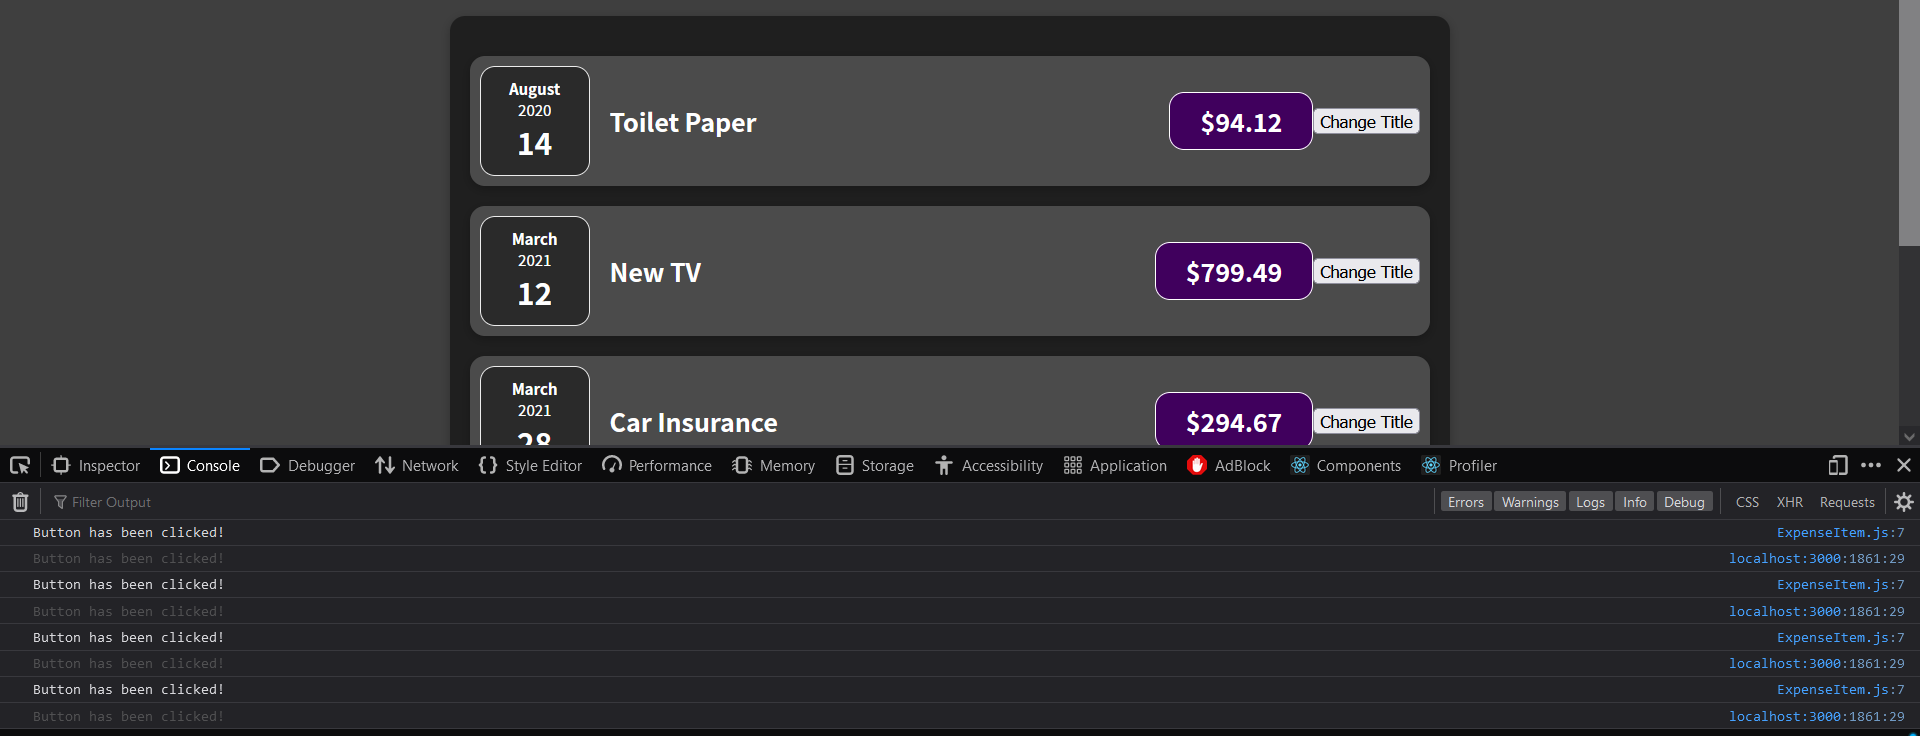 August
2020
14
Toilet Paper
$94.12
Change Title
March
2021
12
New TV
$799.49
Change Title
March
2021
28
Car Insurance
$294.67
Change Title
Inspector Console Debugger Network Style Editor Performance Memory Storage Accessibility Application AdBlock Components Profiler
Filter Output Errors Warnings Logs Info Debug CSS XHR Requests
Button has been clicked! ExpenseItem.js:7
Button has been clicked! localhost:3000:1861:29
Button has been clicked! ExpenseItem.js:7
Button has been clicked! localhost:3000:1861:29
Button has been clicked! ExpenseItem.js:7
Button has been clicked! localhost:3000:1861:29
Button has been clicked! ExpenseItem.js:7
Button has been clicked! localhost:3000:1861:29